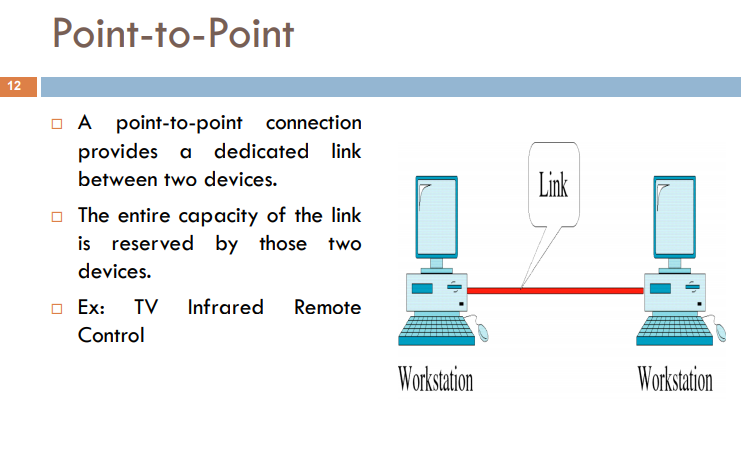 Point-to-Point
12
□ A point-to-point connection
provides a dedicated link
between two devices.
□ The entire capacity of the link
is reserved by those two
devices.
□ Ex: TV Infrared Remote
Control
Link
Workstation
Workstation